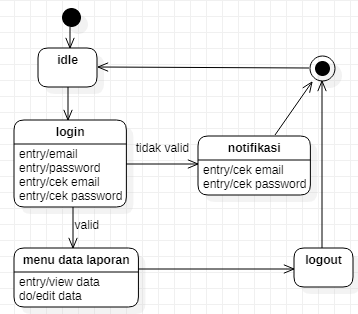 idle
login
entry/email
entry/password
entry/cek email
entry/cek password
tidak valid
notifikasi
entry/cek email
entry/cek password
valid
menu data laporan
entry/view data
do/edit data
logout